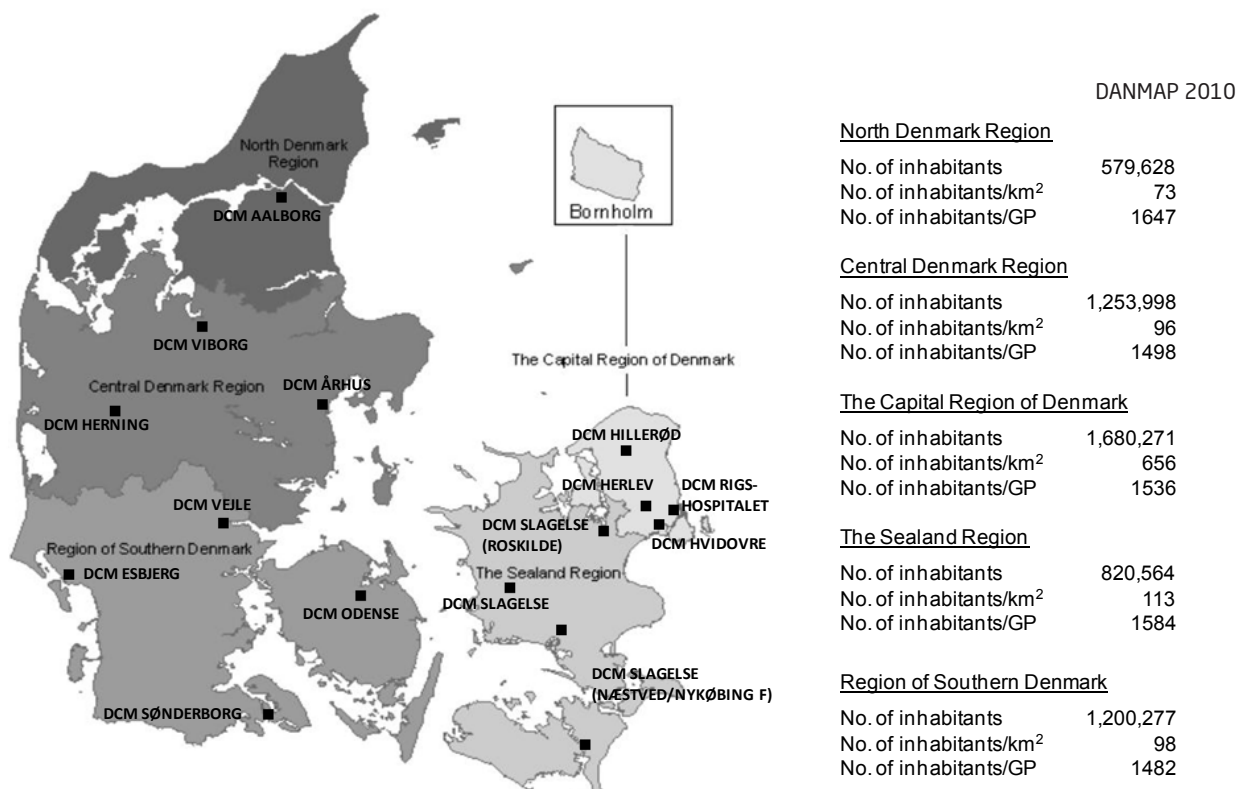 DANMAP 2010
North Denmark
Region
DCM AALBORG
Bornholm
DCM VIBORG
The Capital Region of Denmark
Central Denmark Region
DCM ÅRHUS
DCM HERNING
DCM HILLERØD
DCM HERLEV
DCM RIGS-
HOSPITALET
DCM VEJLE
DCM SLAGELSE
(ROSKILDE)
DCM HVIDOVRE
Region of Southern Denmark
DCM ESBJERG
The Sealand Region
DCM SLAGELSE
DCM ODENSE
DCM SLAGELSE
(NÆSTVED/NYKØBING F)
DCM SØNDERBORG
North Denmark Region
No. of inhabitants 579,628
No. of inhabitants/km² 73
No. of inhabitants/GP 1647
Central Denmark Region
No. of inhabitants 1,253,998
No. of inhabitants/km² 96
No. of inhabitants/GP 1498
The Capital Region of Denmark
No. of inhabitants 1,680,271
No. of inhabitants/km² 656
No. of inhabitants/GP 1536
The Sealand Region
No. of inhabitants 820,564
No. of inhabitants/km² 113
No. of inhabitants/GP 1584
Region of Southern Denmark
No. of inhabitants 1,200,277
No. of inhabitants/km² 98
No. of inhabitants/GP 1482